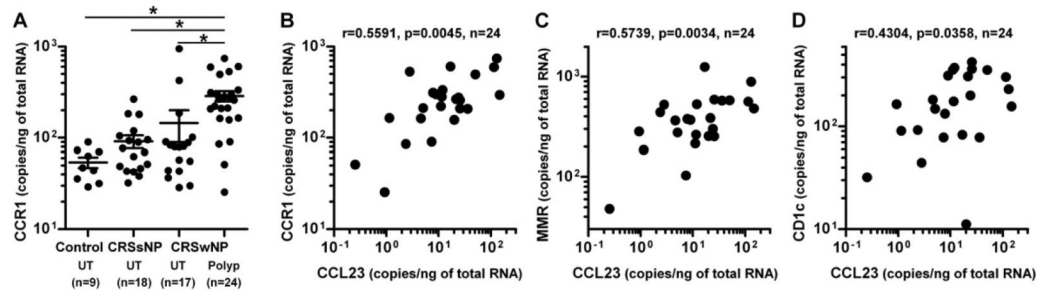 A
*
*
*
CCR1 (copies/ng of total RNA)
10³
10²
10¹
Control CRSsNP CRSwNP
UT UT UT Polyp
(n=9) (n=18) (n=17) (n=24)
B
r=0.5591, p=0.0045, n=24
CCR1 (copies/ng of total RNA)
10³
10²
10¹
10⁻¹ 10⁰ 10¹ 10² 10³
CCL23 (copies/ng of total RNA)
C
r=0.5739, p=0.0034, n=24
MMR (copies/ng of total RNA)
10³
10²
10⁻¹ 10⁰ 10¹ 10² 10³
CCL23 (copies/ng of total RNA)
D
r=0.4304, p=0.0358, n=24
CD1c (copies/ng of total RNA)
10³
10²
10¹
10⁻¹ 10⁰ 10¹ 10² 10³
CCL23 (copies/ng of total RNA)